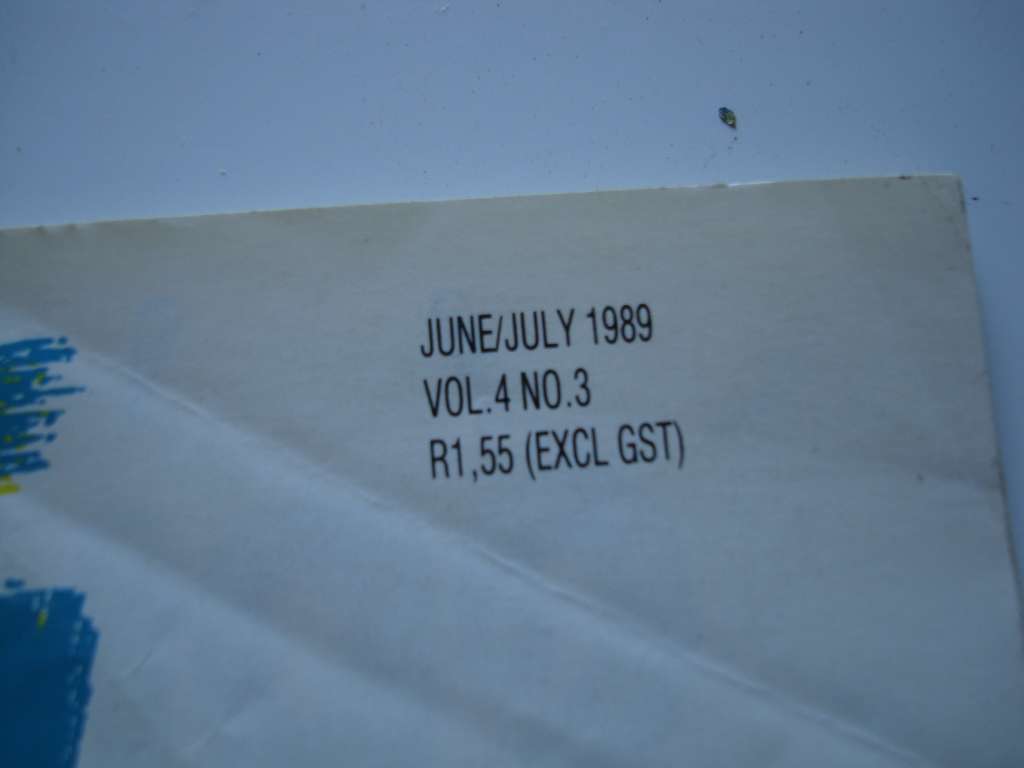 JUNE/JULY 1989
VOL.4 NO.3
R1,55 (EXCL GST)